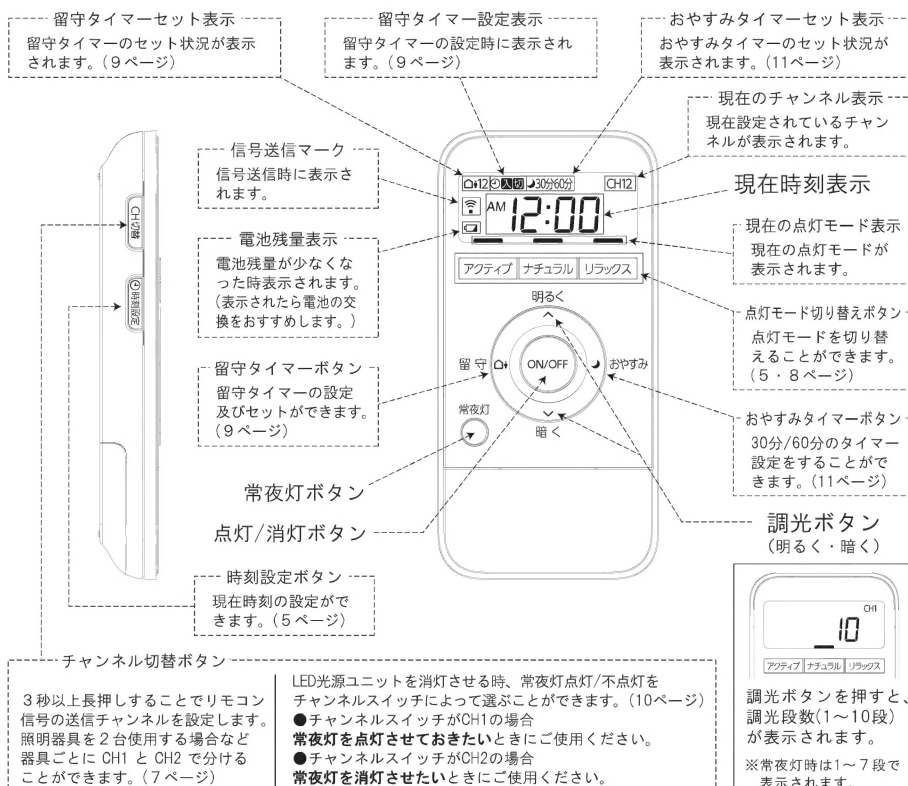 留守タイマーセット表示
留守タイマーのセット状況が表示
されます。(9ページ)
留守タイマー設定表示
留守タイマーの設定時に表示され
ます。(9ページ)
おやすみタイマーセット表示
おやすみタイマーのセット状況が
表示されます。(11ページ)
現在のチャンネル表示
現在設定されているチャン
ネルが表示されます。
信号送信マーク
信号送信時に表示さ
れます。
12 入 切 30分60分 CH12
AM 12:00
現在時刻表示
電池残量表示
電池残量が少なくな
った時表示されます。
(表示されたら電池の交
換をおすすめします。)
現在の点灯モード表示
現在の点灯モードが
表示されます。
アクティブ ナチュラル リラックス
点灯モード切り替えボタン
点灯モードを切り替
えることができます。
(5・8ページ)
CH切替
時刻設定
明るく
留守 ON/OFF おやすみ
暗く
常夜灯
留守タイマーボタン
留守タイマーの設定
及びセットができます。
(9ページ)
おやすみタイマーボタン
30分/60分のタイマー
設定をすることがで
きます。(11ページ)
常夜灯ボタン
点灯/消灯ボタン
調光ボタン
(明るく・暗く)
時刻設定ボタン
現在時刻の設定がで
きます。(5ページ)
CH1
10
アクティブ ナチュラル リラックス
調光ボタンを押すと、
調光段数(1~10段)
が表示されます。
※常夜灯時は1~7段で
表示されます。
チャンネル切替ボタン
3秒以上長押しすることでリモコン
信号の送信チャンネルを設定します。
照明器具を2台使用する場合など
器具ごとに CH1 と CH2 で分ける
ことができます。(7ページ)
LED光源ユニットを消灯させる時、常夜灯点灯/不点灯を
チャンネルスイッチによって選ぶことができます。(10ページ)
●チャンネルスイッチがCH1の場合
常夜灯を点灯させておきたいときにご使用ください。
●チャンネルスイッチがCH2の場合
常夜灯を消灯させたいときにご使用ください。